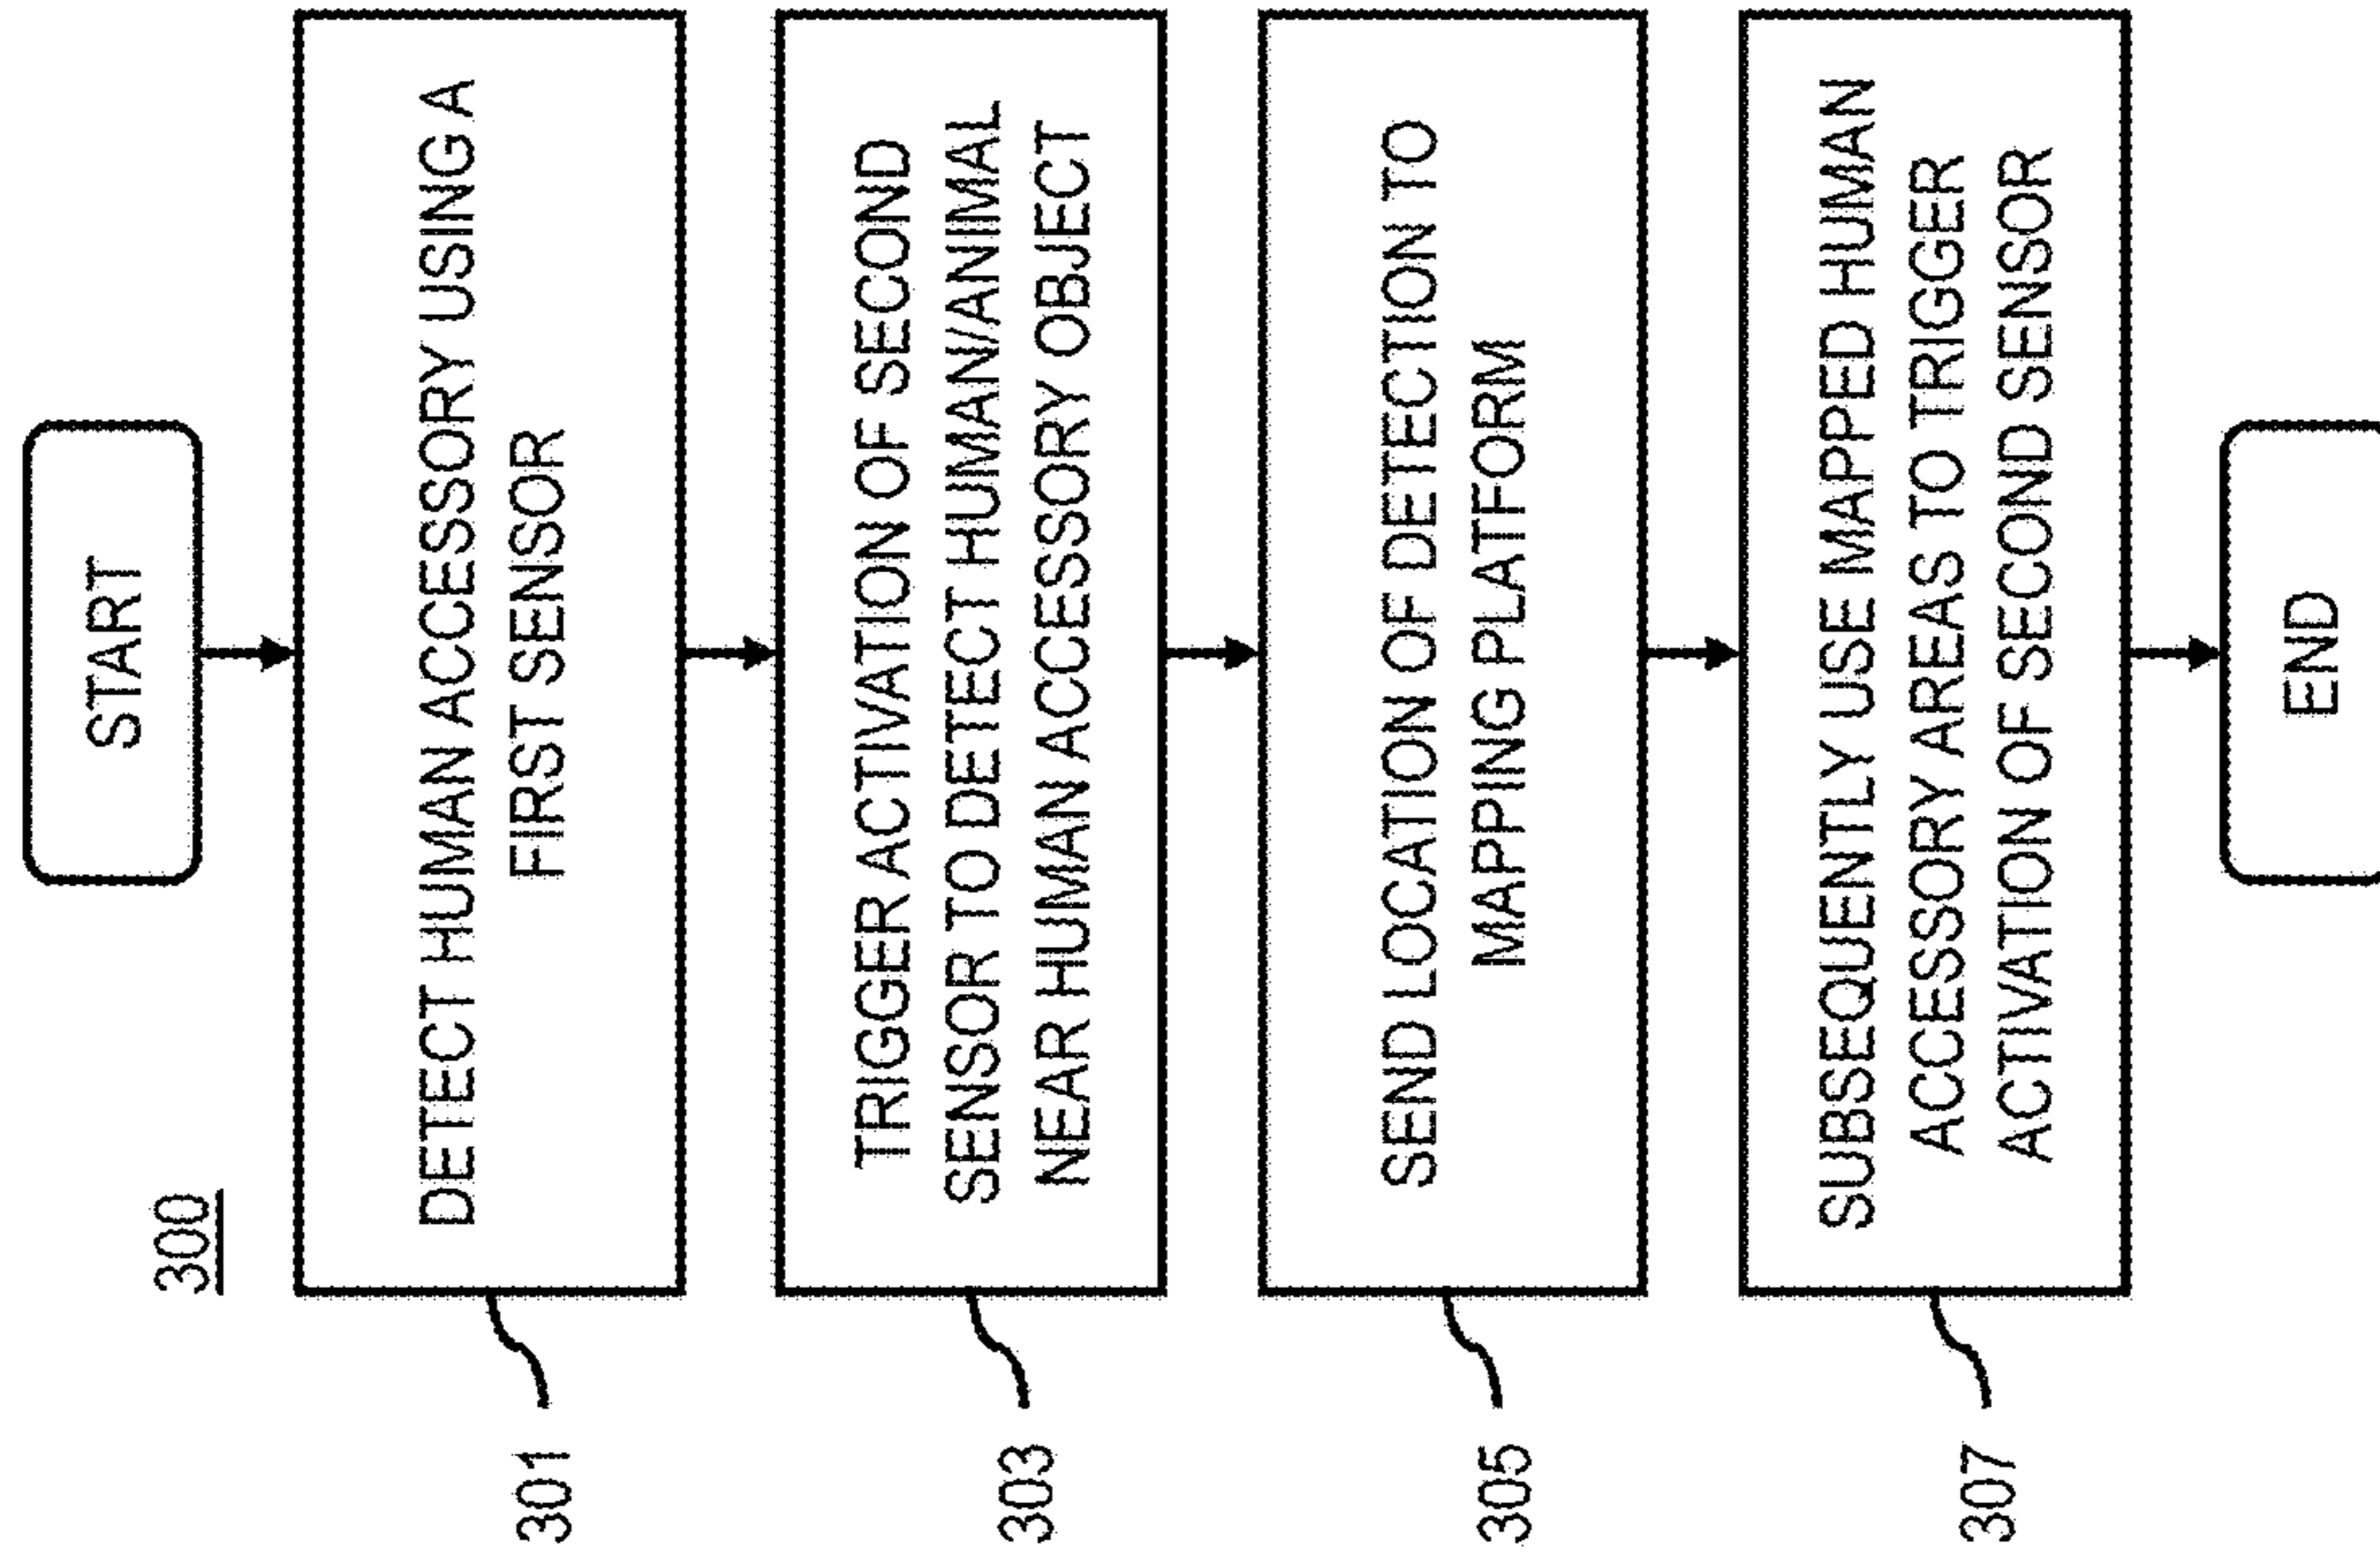 300
START
301
DETECT HUMAN ACCESSORY USING A
FIRST SENSOR
303
TRIGGER ACTIVATION OF SECOND
SENSOR TO DETECT HUMAN/ANIMAL
NEAR HUMAN ACCESSORY OBJECT
305
SEND LOCATION OF DETECTION TO
MAPPING PLATFORM
307
SUBSEQUENTLY USE MAPPED HUMAN
ACCESSORY AREAS TO TRIGGER
ACTIVATION OF SECOND SENSOR
END